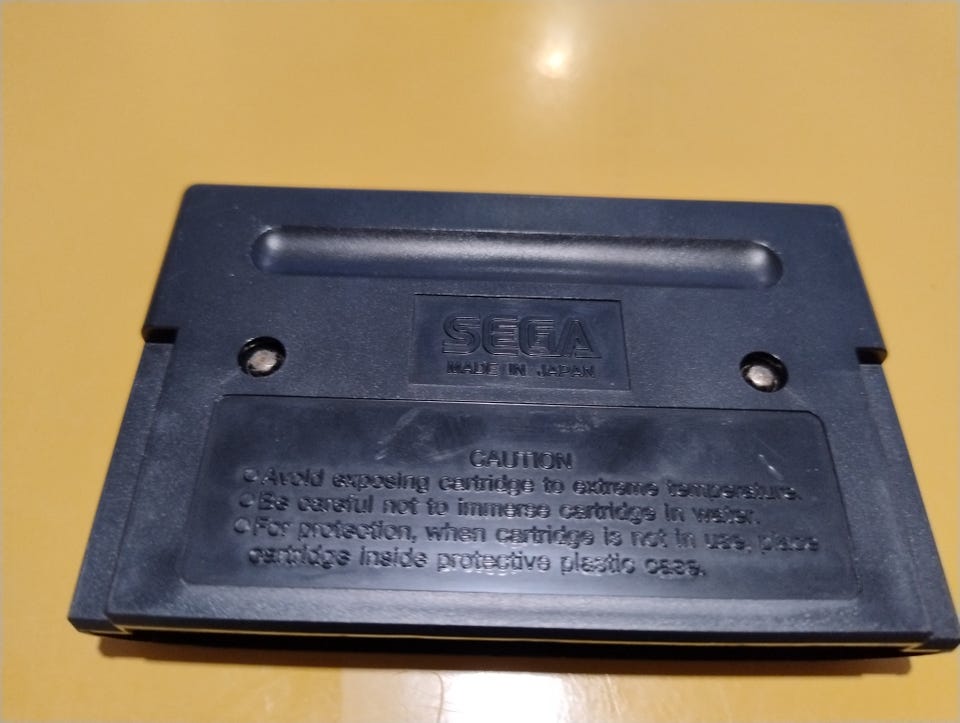 SEGA
MADE IN JAPAN
CAUTION
○Avoid exposing cartridge to extreme temperature.
○Be careful not to immerse cartridge in water.
○For protection, when cartridge is not in use, place
cartridge inside protective plastic case.